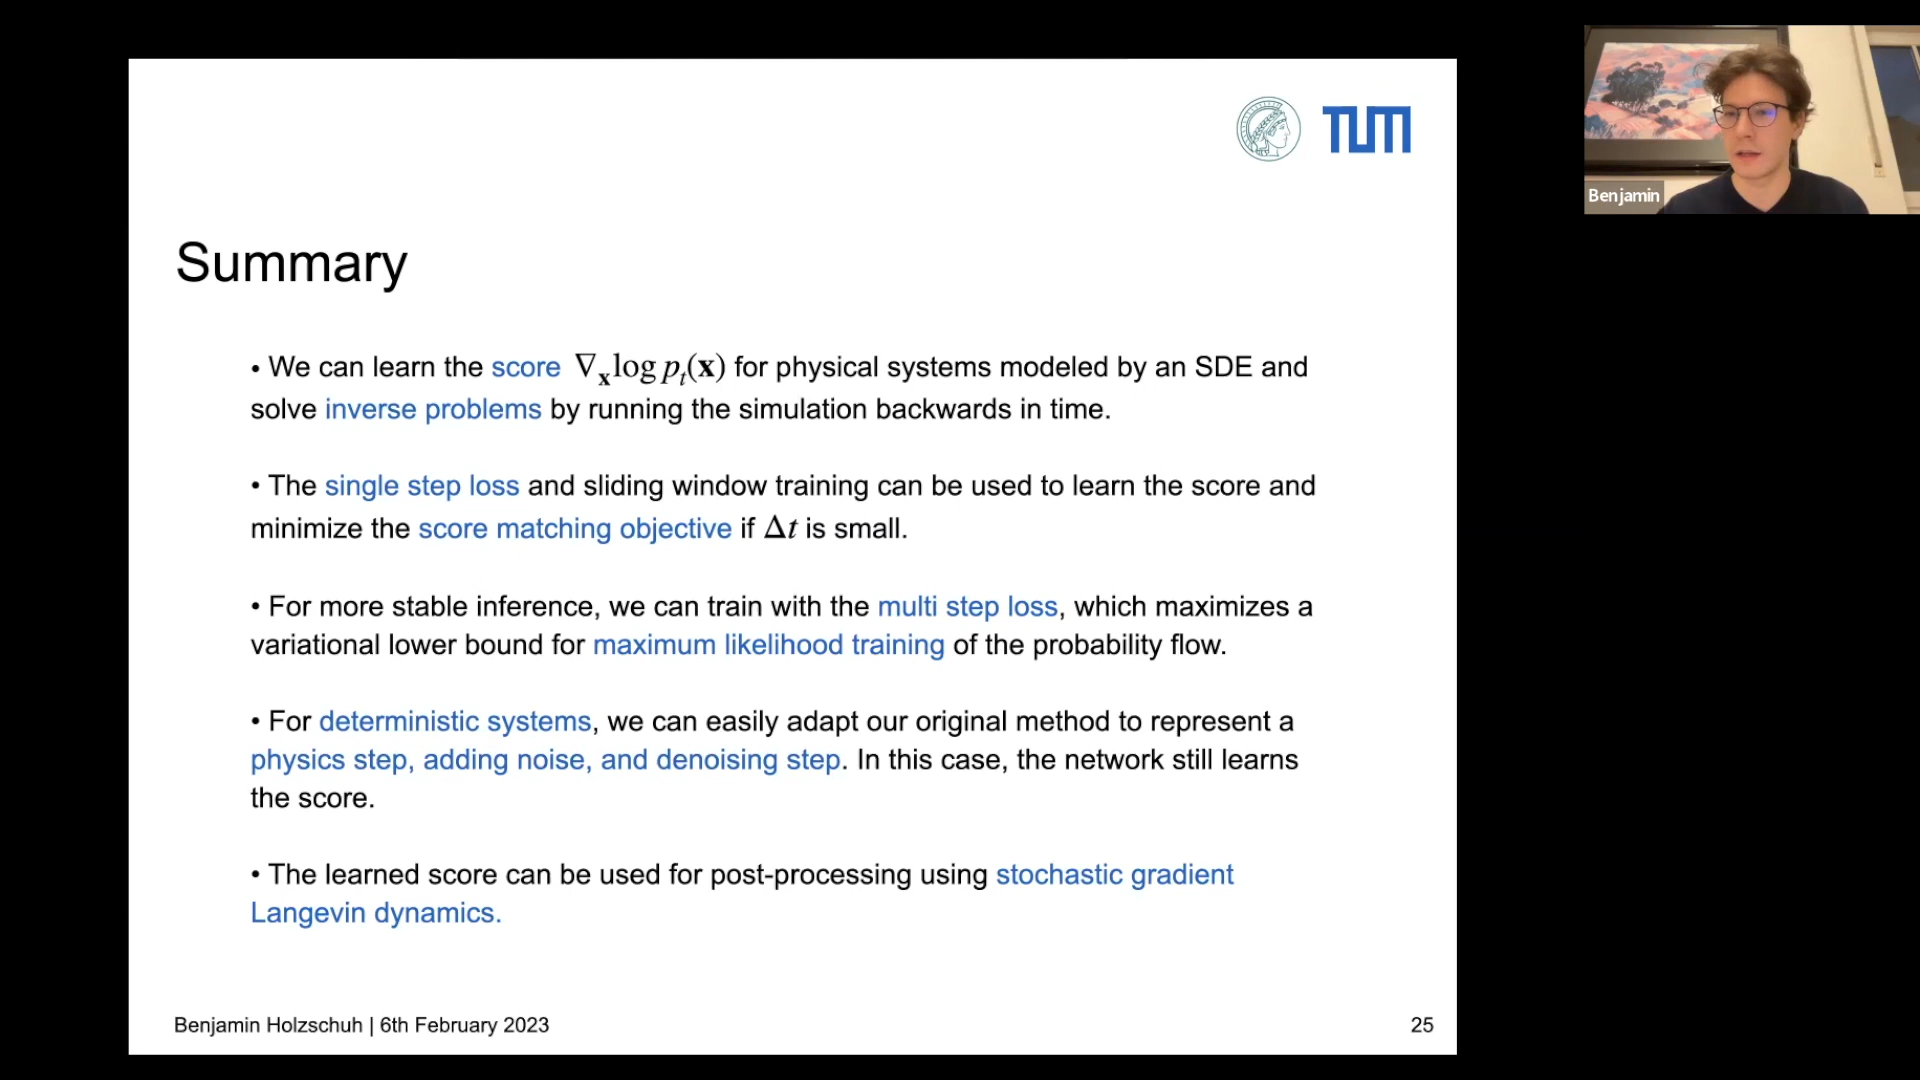 TUM
Benjamin
Summary
• We can learn the score ∇ₓ log pₜ(𝐱) for physical systems modeled by an SDE and
solve inverse problems by running the simulation backwards in time.
• The single step loss and sliding window training can be used to learn the score and
minimize the score matching objective if Δt is small.
• For more stable inference, we can train with the multi step loss, which maximizes a
variational lower bound for maximum likelihood training of the probability flow.
• For deterministic systems, we can easily adapt our original method to represent a
physics step, adding noise, and denoising step. In this case, the network still learns
the score.
• The learned score can be used for post-processing using stochastic gradient
Langevin dynamics.
Benjamin Holzschuh | 6th February 2023
25